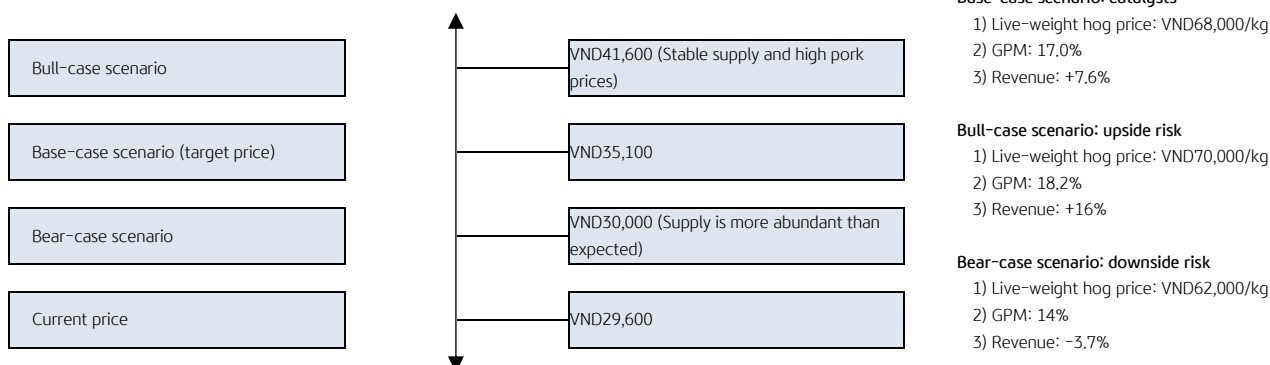 Bull-case scenario
VND41,600 (Stable supply and high pork
prices)
Base-case scenario (target price)
VND35,100
Bear-case scenario
VND30,000 (Supply is more abundant than
expected)
Current price
VND29,600
Base-case scenario: catalysts
1) Live-weight hog price: VND68,000/kg
2) GPM: 17.0%
3) Revenue: +7.6%
Bull-case scenario: upside risk
1) Live-weight hog price: VND70,000/kg
2) GPM: 18.2%
3) Revenue: +16%
Bear-case scenario: downside risk
1) Live-weight hog price: VND62,000/kg
2) GPM: 14%
3) Revenue: -3.7%